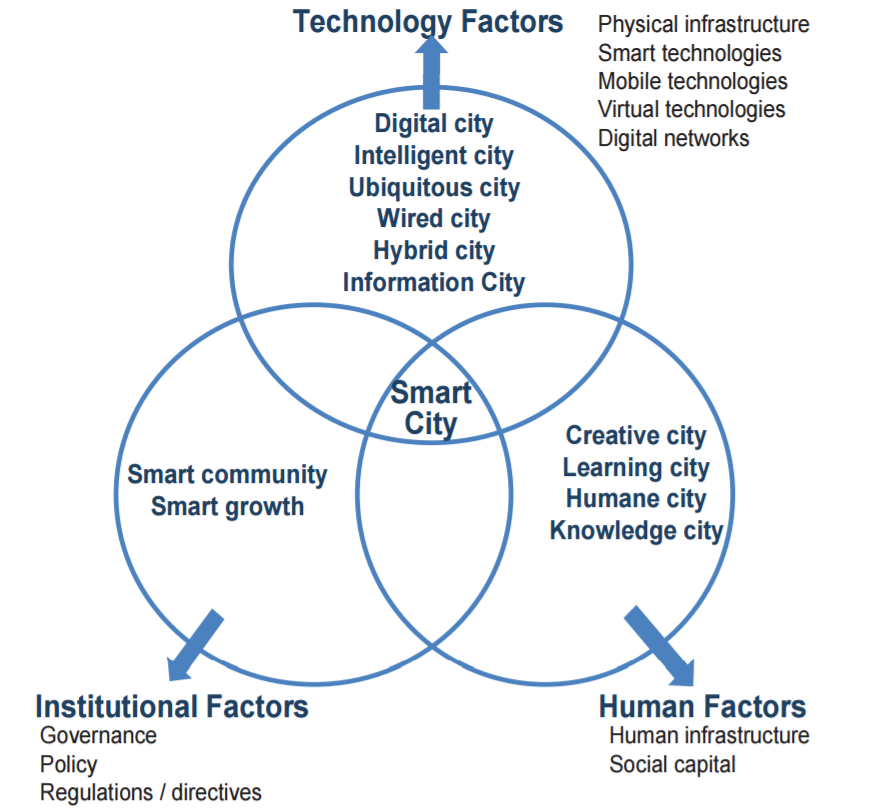 Technology Factors
Physical infrastructure
Smart technologies
Mobile technologies
Virtual technologies
Digital networks
Digital city
Intelligent city
Ubiquitous city
Wired city
Hybrid city
Information City
Smart
City
Smart community
Smart growth
Creative city
Learning city
Humane city
Knowledge city
Institutional Factors
Governance
Policy
Regulations / directives
Human Factors
Human infrastructure
Social capital